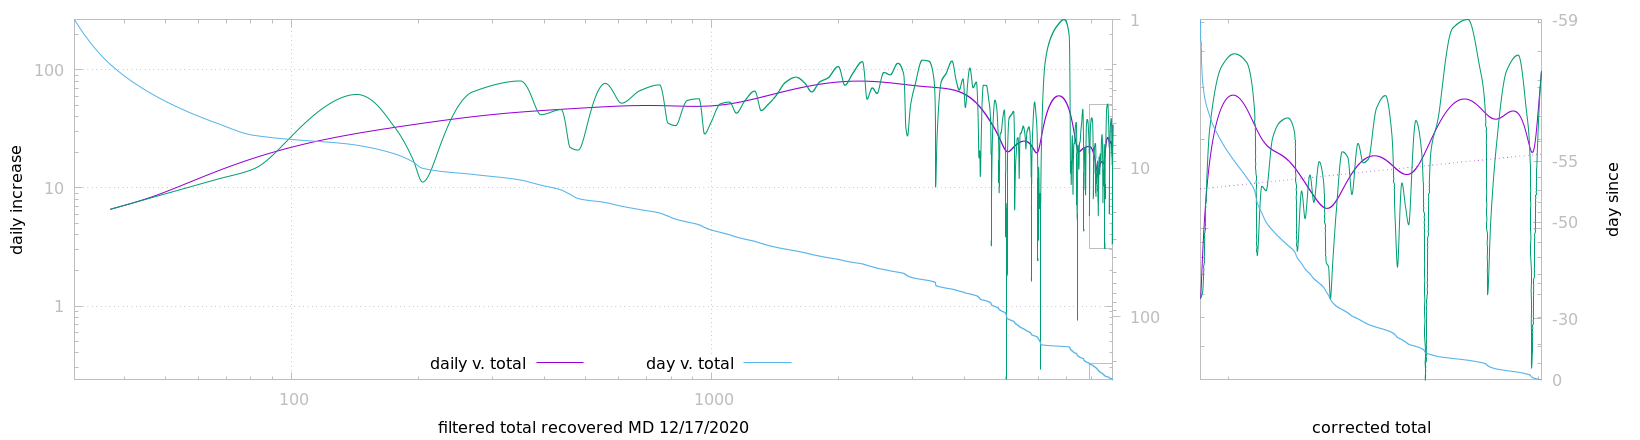 daily increase
100
10
1
daily v. total
day v. total
100
1000
filtered total recovered MD 12/17/2020
1
10
100
-59
-55
-50
-30
0
day since
corrected total